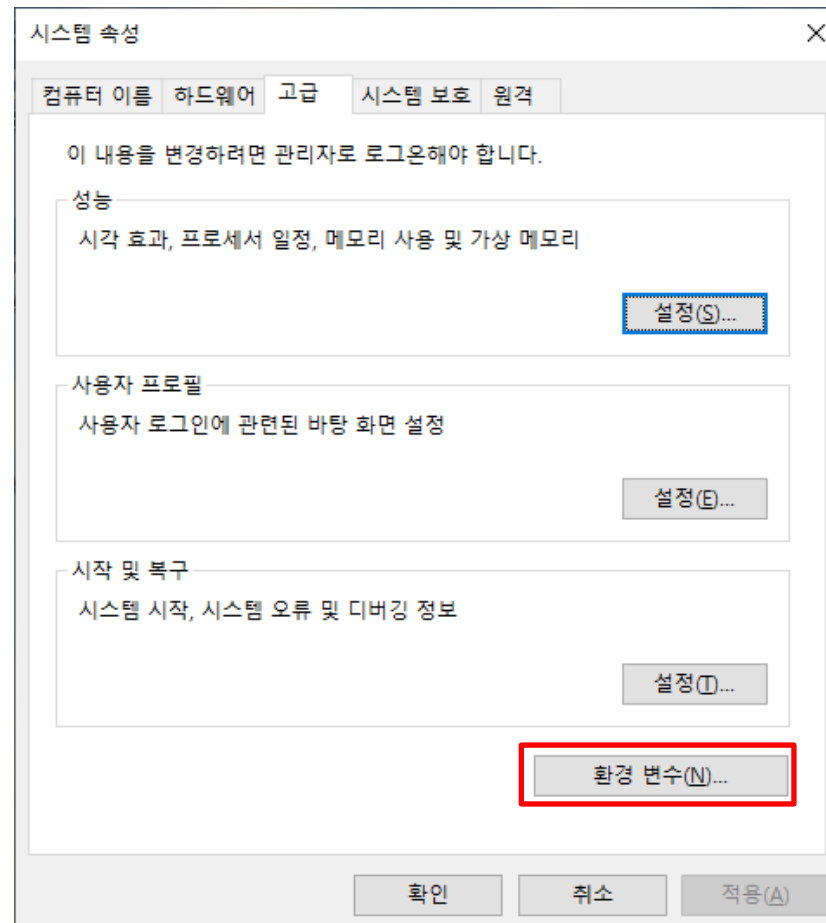 시스템 속성
컴퓨터 이름 하드웨어 고급 시스템 보호 원격
이 내용을 변경하려면 관리자로 로그온해야 합니다.
성능
시각 효과, 프로세서 일정, 메모리 사용 및 가상 메모리
설정(S)...
사용자 프로필
사용자 로그인에 관련된 바탕 화면 설정
설정(E)...
시작 및 복구
시스템 시작, 시스템 오류 및 디버깅 정보
설정(T)...
환경 변수(N)...
확인 취소 적용(A)